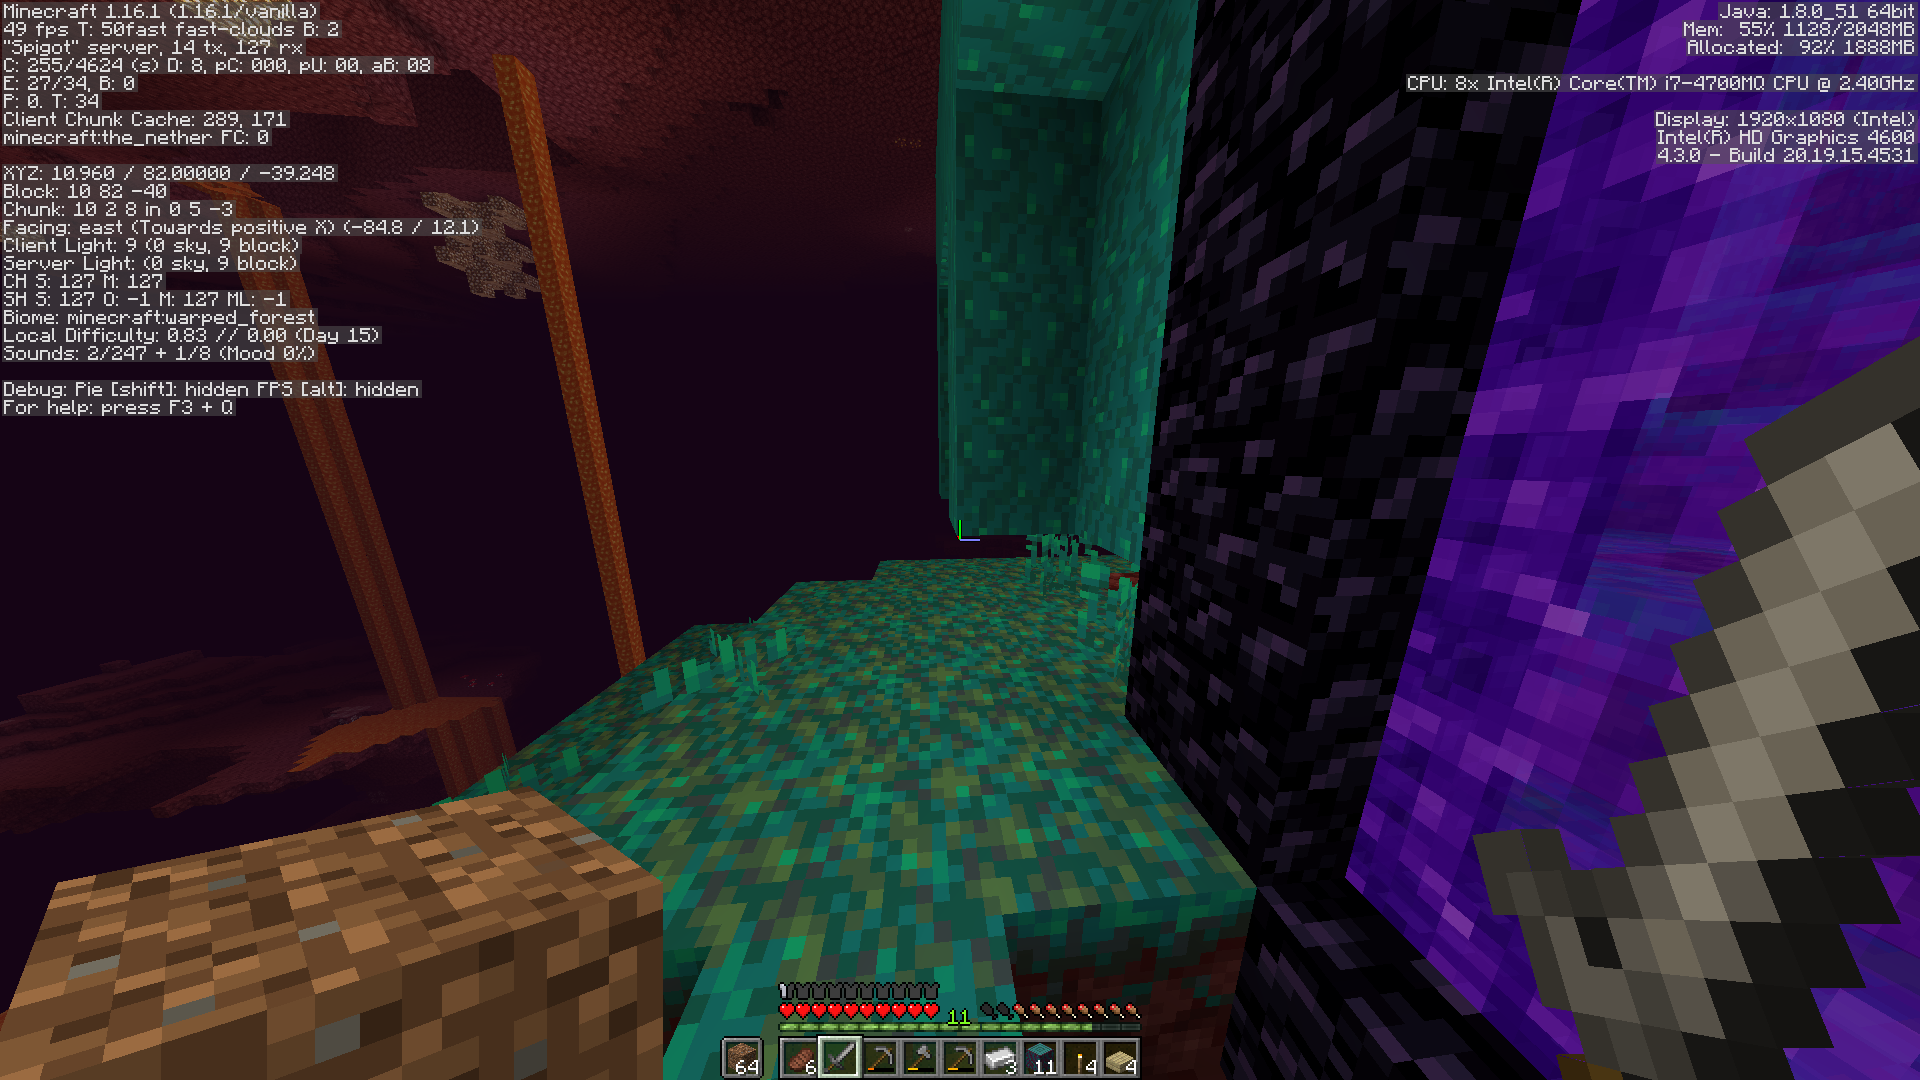 Minecraft 1.16.1 (1.16.1/vanilla)
49 fps T: 50fast fast-clouds B: 2
"Spigot" server, 14 tx, 127 rx
C: 255/4624 (s) D: 8, pC: 000, pU: 00, aB: 08
E: 27/34, B: 0
P: 0. T: 34
Client Chunk Cache: 289, 171
minecraft:the_nether FC: 0
XYZ: 10.960 / 82.00000 / -39.248
Block: 10 82 -40
Chunk: 10 2 8 in 0 5 -3
Facing: east (Towards positive X) (-84.8 / 12.1)
Client Light: 9 (0 sky, 9 block)
Server Light: (0 sky, 9 block)
CH S: 127 M: 127
SH S: 127 O: -1 M: 127 ML: -1
Biome: minecraft:warped_forest
Local Difficulty: 0.83 // 0.00 (Day 15)
Sounds: 2/247 + 1/8 (Mood 0%)
Debug: Pie [shift]: hidden FPS [alt]: hidden
For help: press F3 + Q
Java: 1.8.0_51 64bit
Mem: 55% 1128/2048MB
Allocated: 92% 1888MB
CPU: 8x Intel(R) Core(TM) i7-4700MQ CPU @ 2.40GHz
Display: 1920x1080 (Intel)
Intel(R) HD Graphics 4600
4.3.0 - Build 20.19.15.4531
11
64 6 3 11 4 4